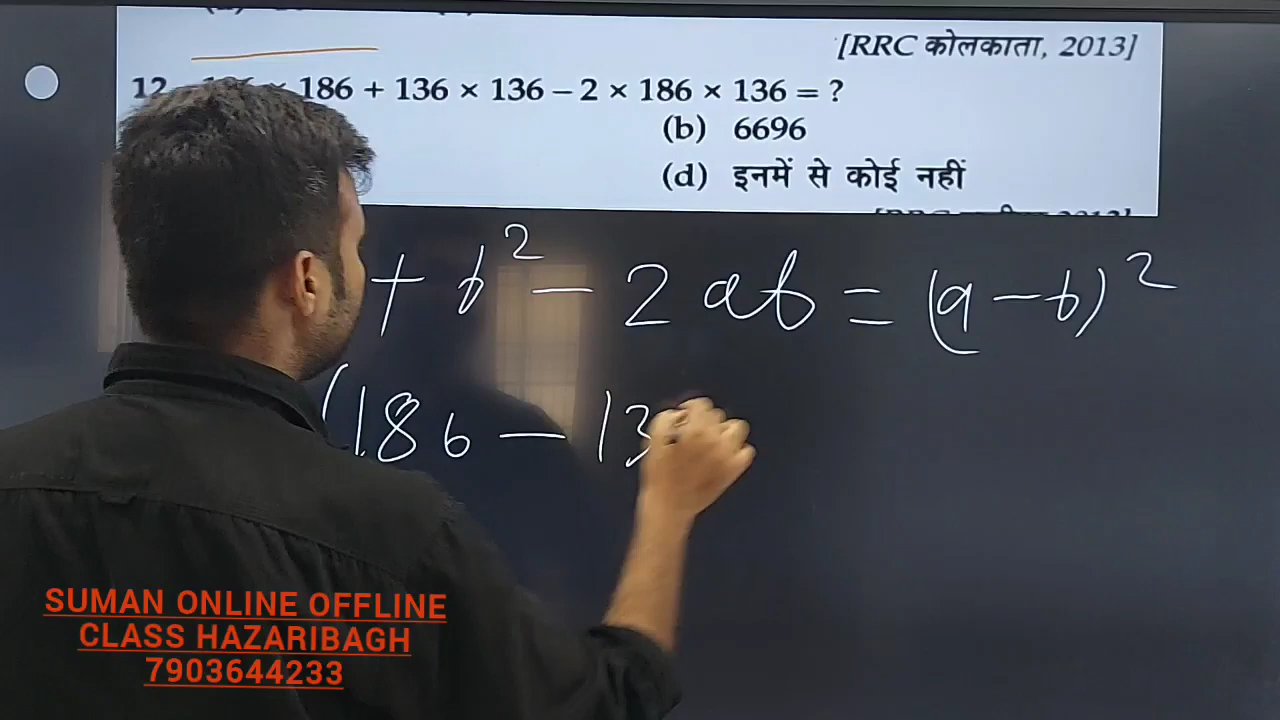 [RRC कोलकाता, 2013]
12. × 186 + 136 × 136 – 2 × 186 × 136 = ?
(b) 6696
(d) इनमें से कोई नहीं
+ b² – 2ab = (a – b)²
(186 – 13
SUMAN ONLINE OFFLINE
CLASS HAZARIBAGH
7903644233